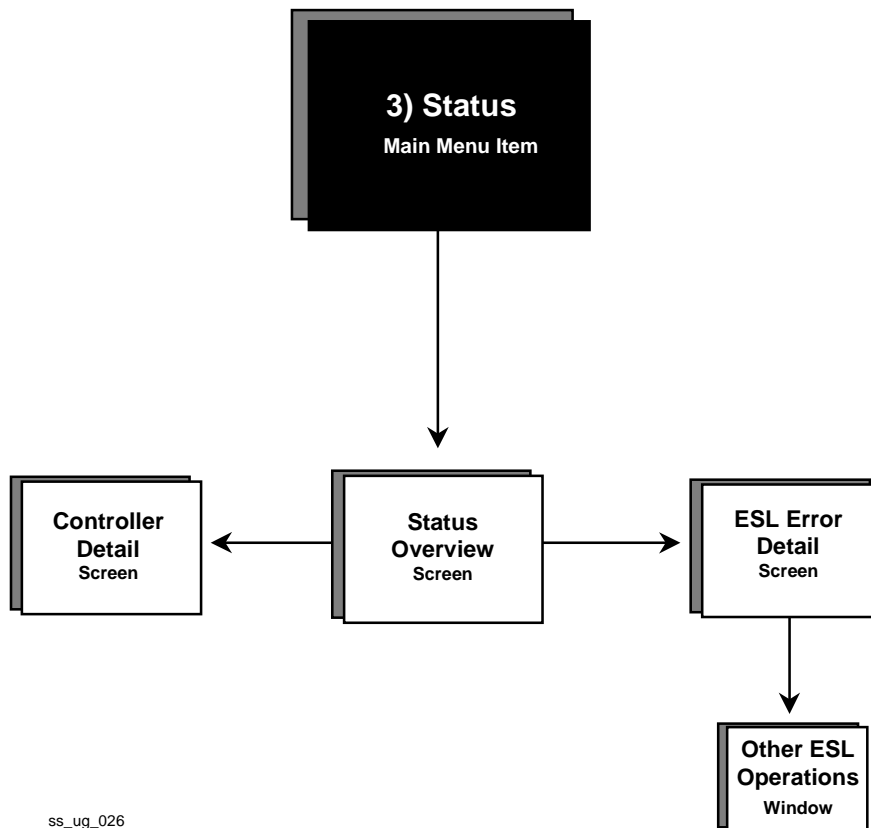 3) Status
Main Menu Item
Controller
Detail
Screen
Status
Overview
Screen
ESL Error
Detail
Screen
Other ESL
Operations
Window
ss_ug_026